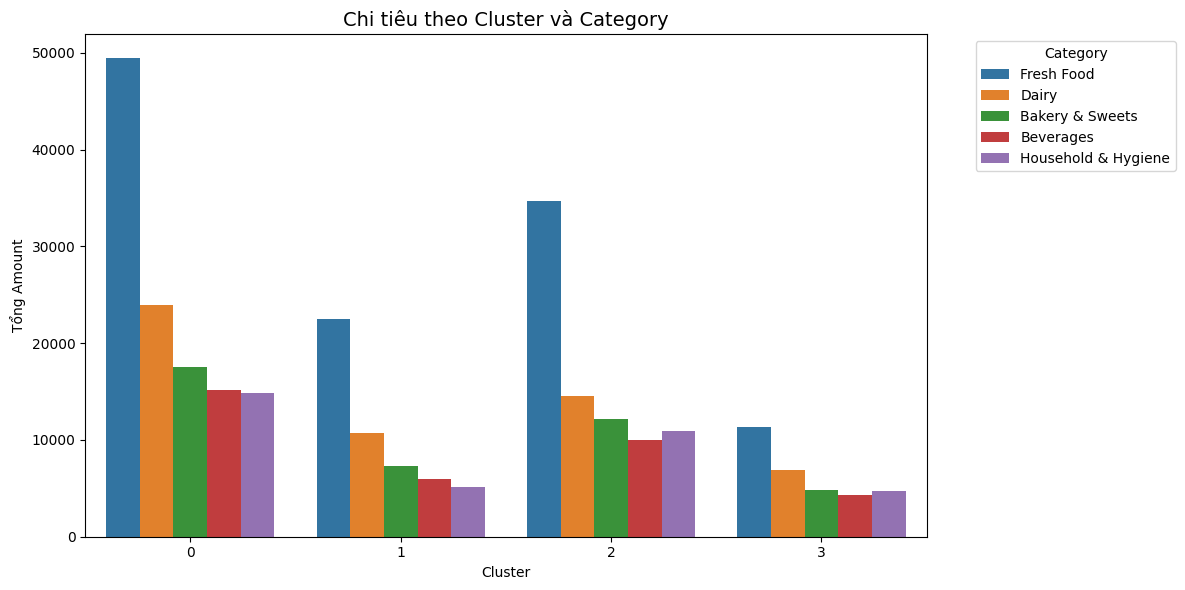 Chi tiêu theo Cluster và Category
Tổng Amount
50000
40000
30000
20000
10000
0
0 1 2 3
Cluster
Category
Fresh Food
Dairy
Bakery & Sweets
Beverages
Household & Hygiene